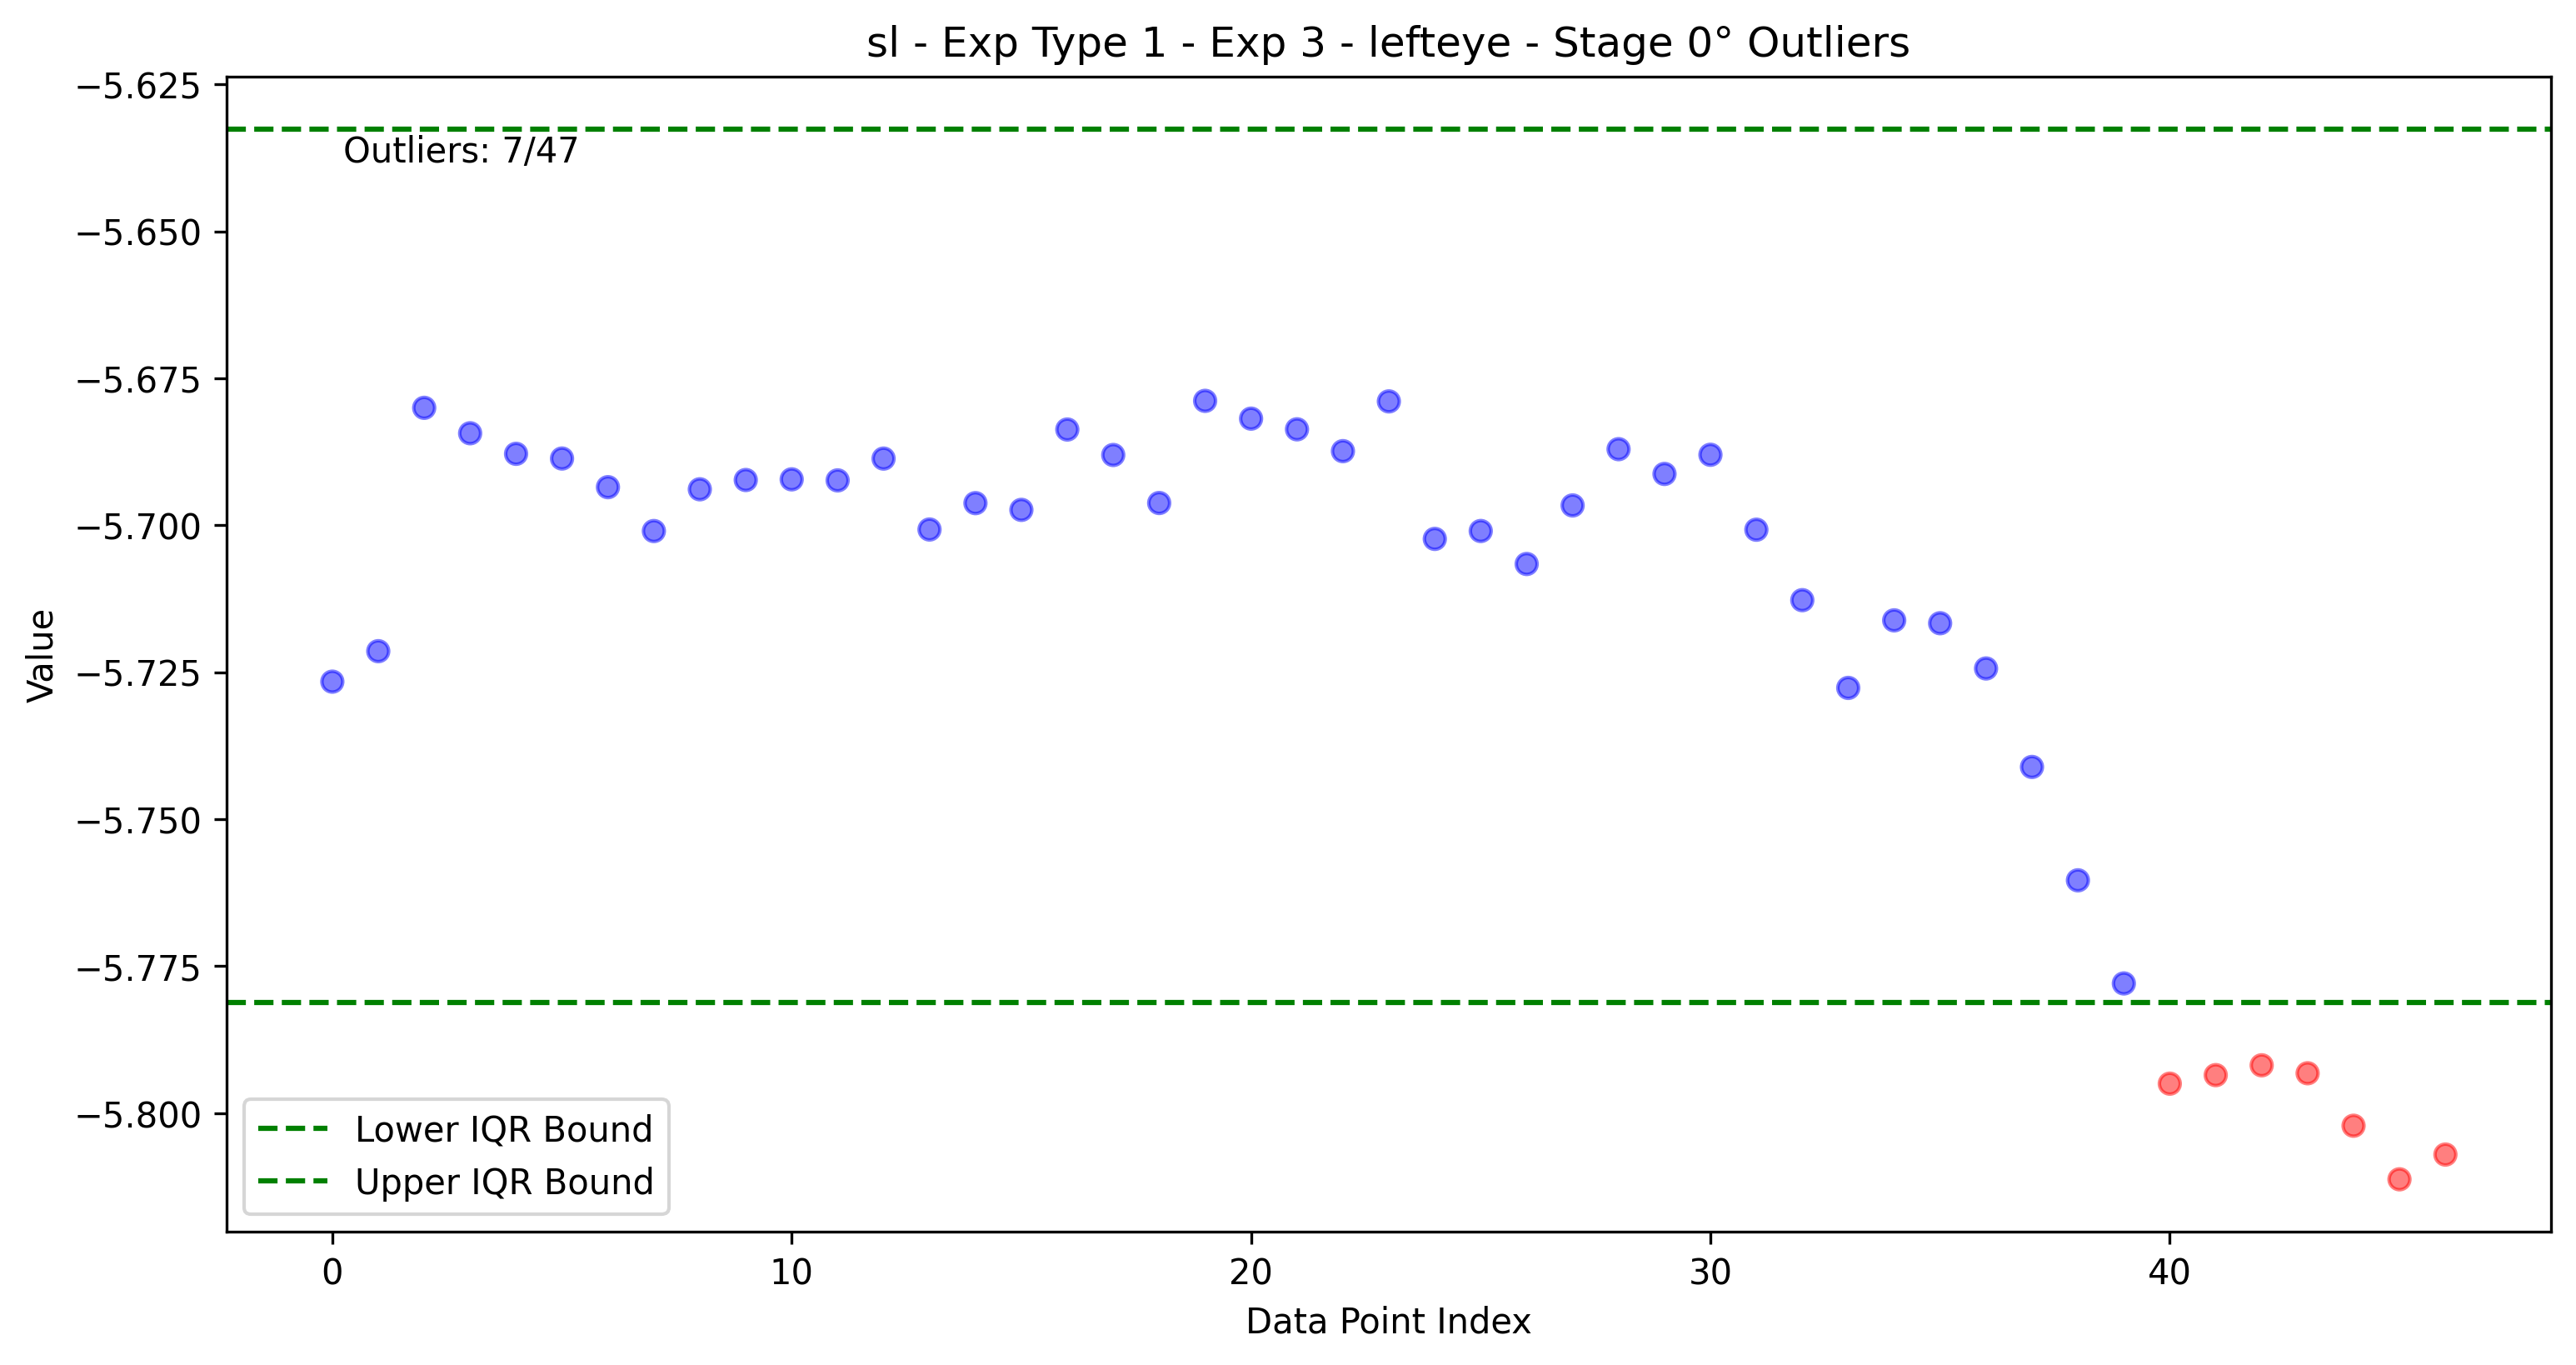 sl - Exp Type 1 - Exp 3 - lefteye - Stage 0° Outliers
−5.625
Outliers: 7/47
−5.650
−5.675
−5.700
−5.725
−5.750
−5.775
−5.800
Value
Lower IQR Bound
Upper IQR Bound
0 10 20 30 40
Data Point Index